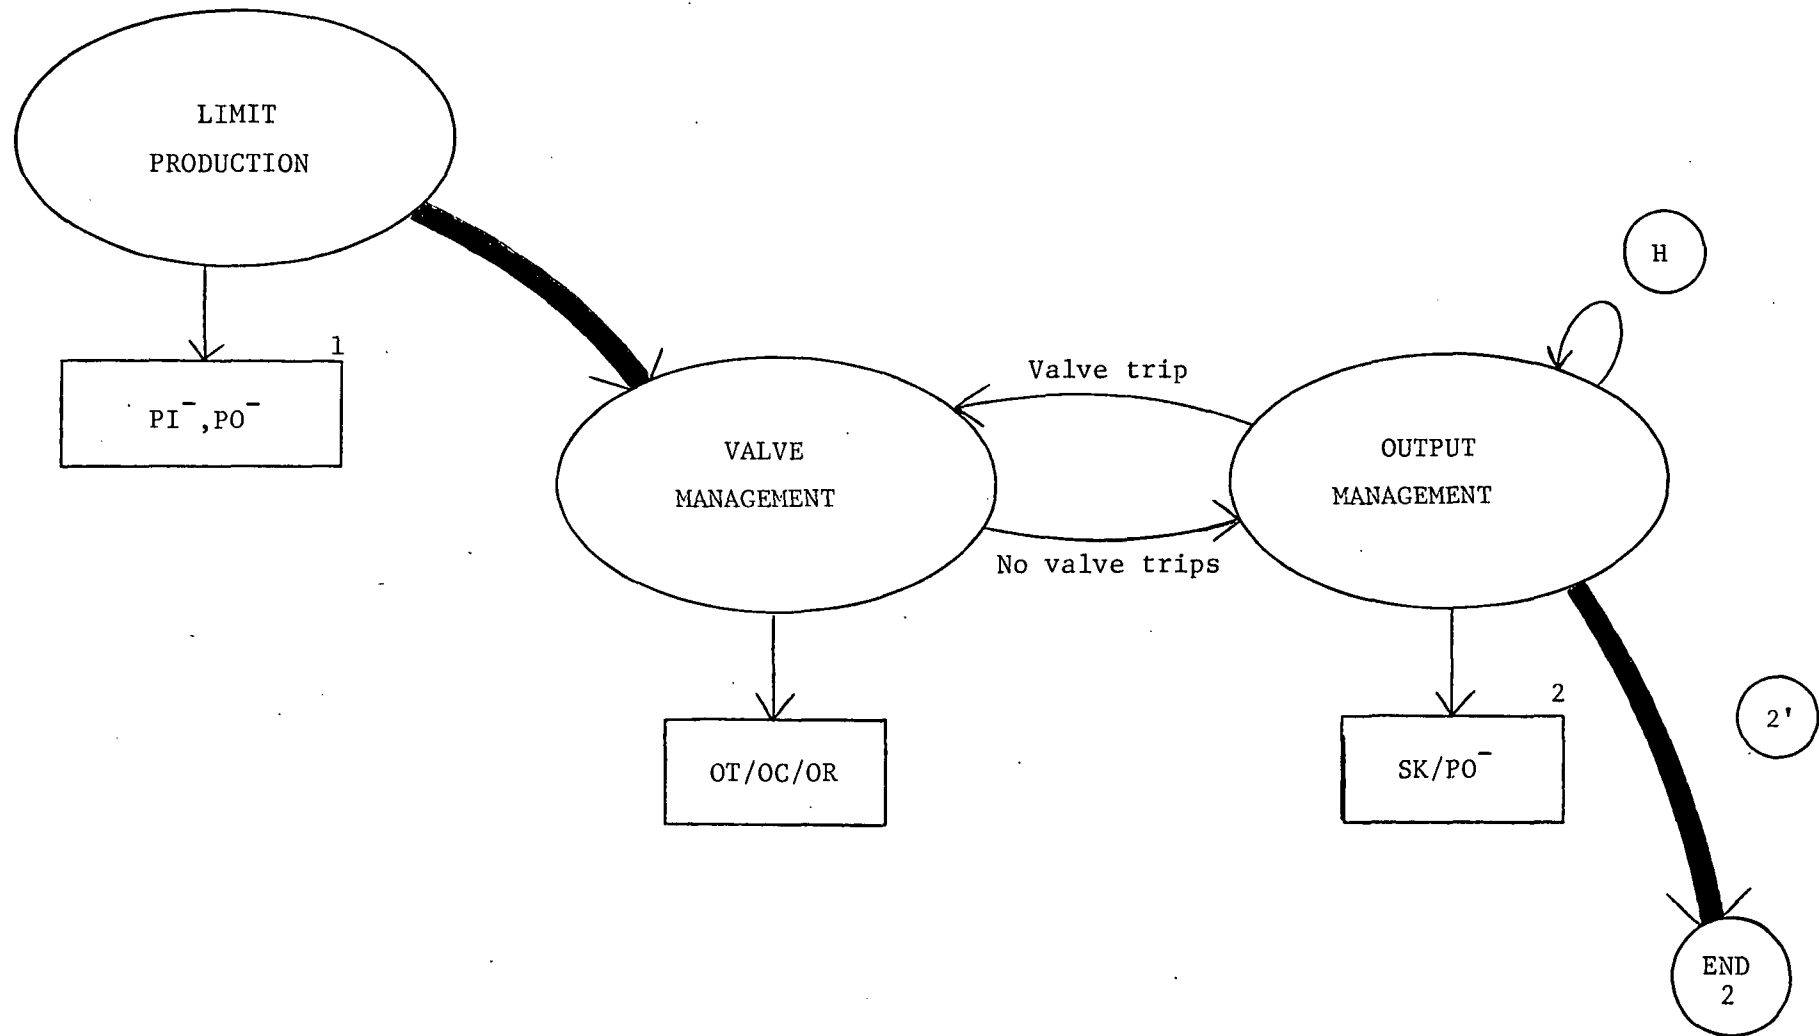 LIMIT
PRODUCTION
1
PI⁻,PO⁻
H
Valve trip
VALVE
MANAGEMENT
OUTPUT
MANAGEMENT
No valve trips
OT/OC/OR
2
SK/PO⁻
2'
END
2